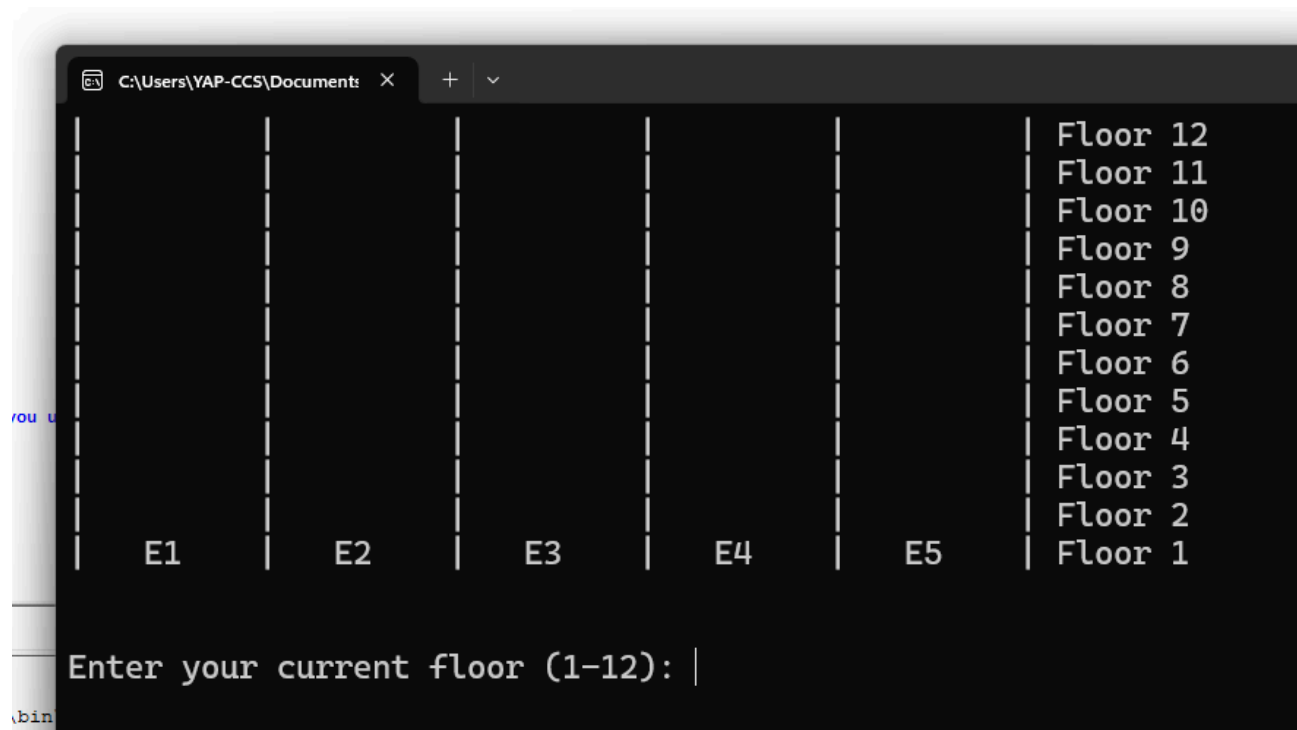 C:\Users\YAP-CCS\Documents
| | | | | | Floor 12
| | | | | | Floor 11
| | | | | | Floor 10
| | | | | | Floor 9
| | | | | | Floor 8
| | | | | | Floor 7
| | | | | | Floor 6
| | | | | | Floor 5
you u
| | | | | | Floor 4
| | | | | | Floor 3
| | | | | | Floor 2
| E1 | E2 | E3 | E4 | E5 | Floor 1
Enter your current floor (1-12):
\bin